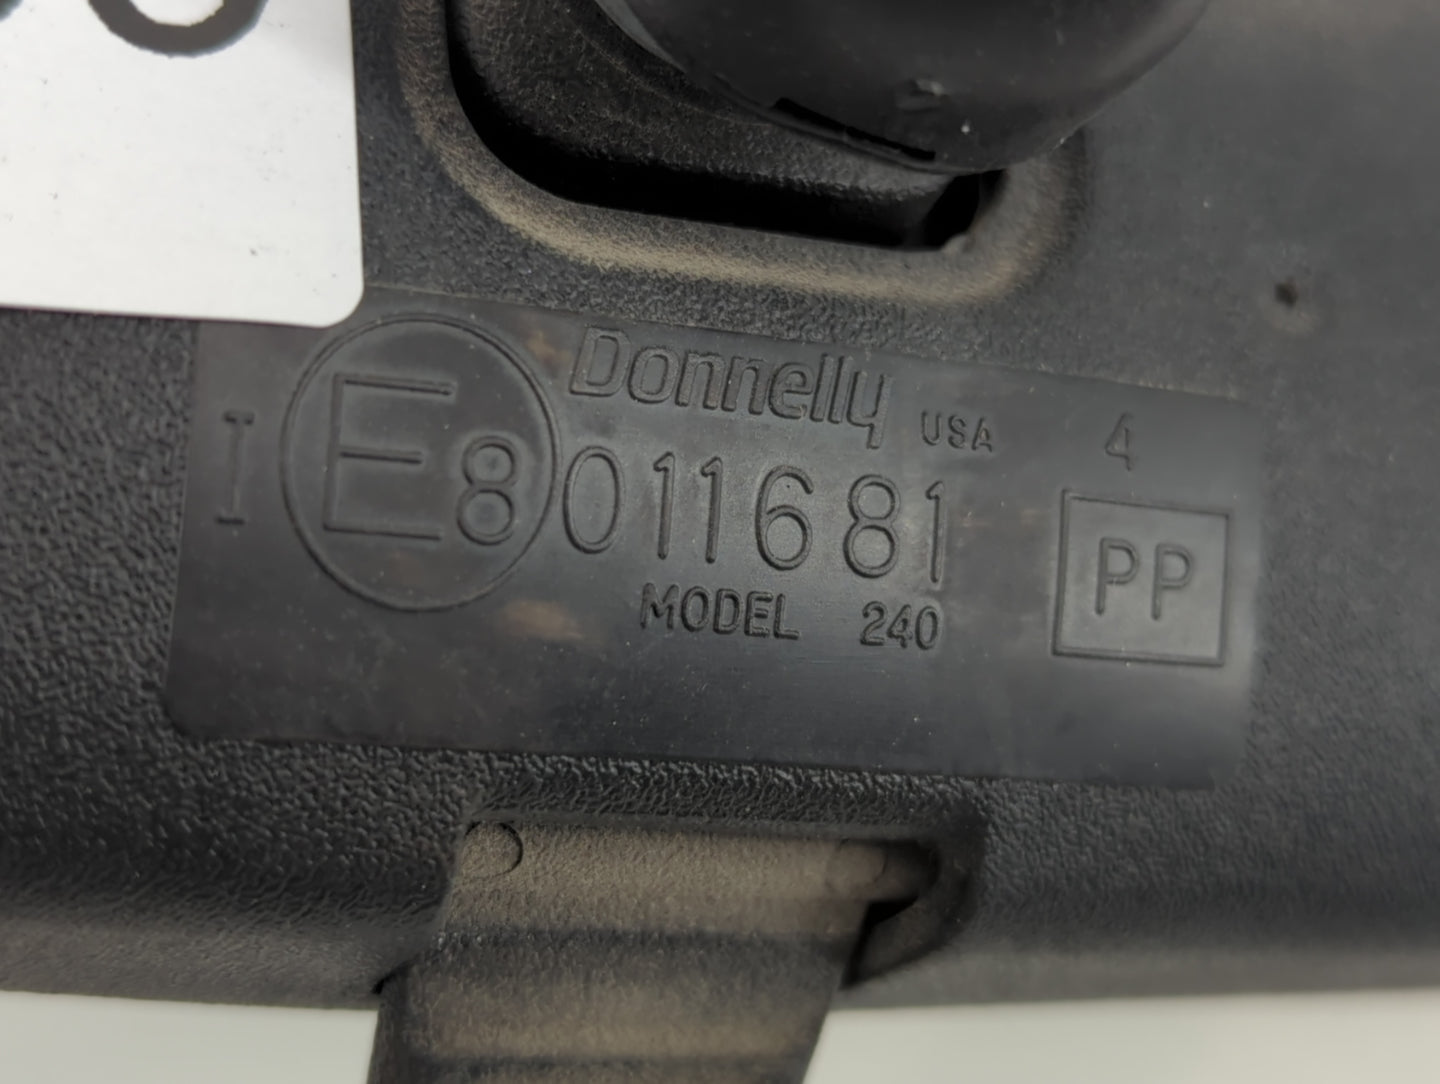 Donnelly USA 4
I E8 011681
MODEL 240
PP